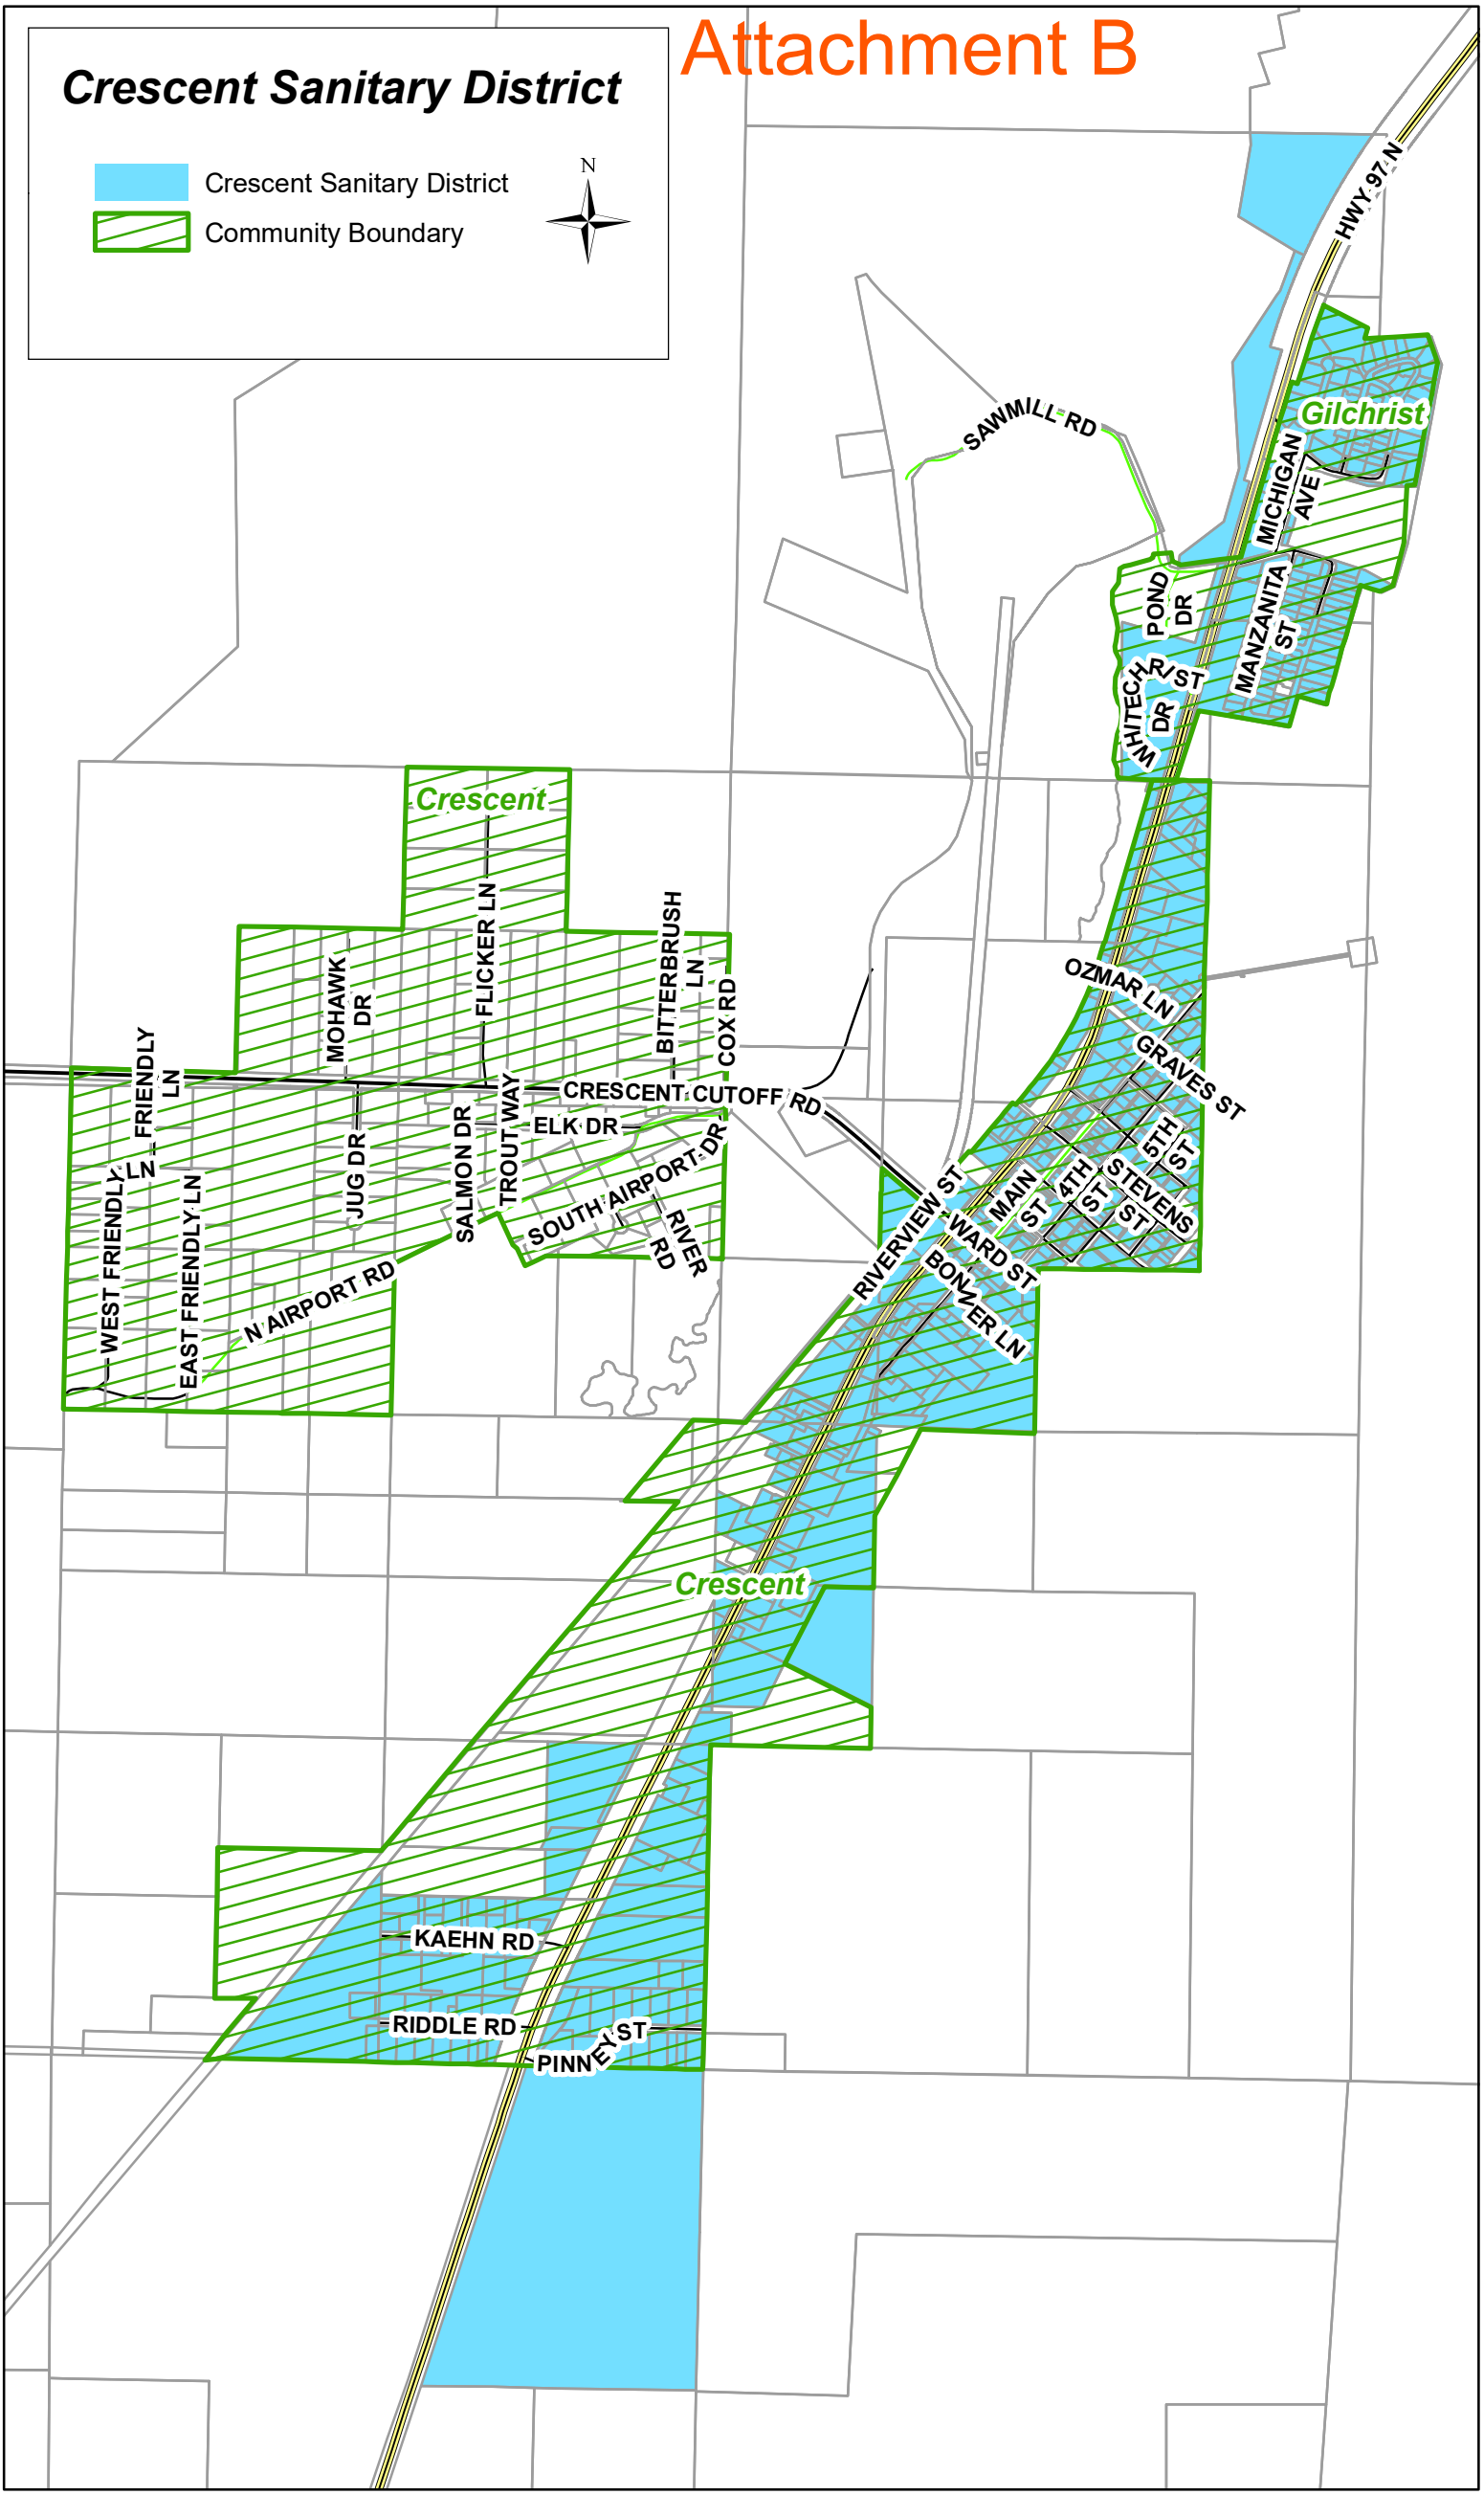 Attachment B
Crescent Sanitary District
N
Crescent Sanitary District
Community Boundary
HWY 97 N
Gilchrist
SAWMILL RD
MICHIGAN
AVE
POND
DR
MANZANITA
ST
RIST
WHITECH
DR
Crescent
FLICKER LN
BITTERBRUSH
LN
MOHAWK
DR
COX RD
OZMAR LN
FRIENDLY
LN
GRAVES ST
CRESCENT CUTOFF RD
ELK DR
TROUT WAY
SALMON DR
JUG DR
LN
5TH
ST
STEVENS
ST
4TH
ST
MAIN
ST
SOUTH AIRPORT DR
RIVER
RD
RIVERVIEW ST
WARD ST
BONNER LN
WEST FRIENDLY
EAST FRIENDLY LN
N AIRPORT RD
Crescent
KAEHN RD
RIDDLE RD
PINNEY ST